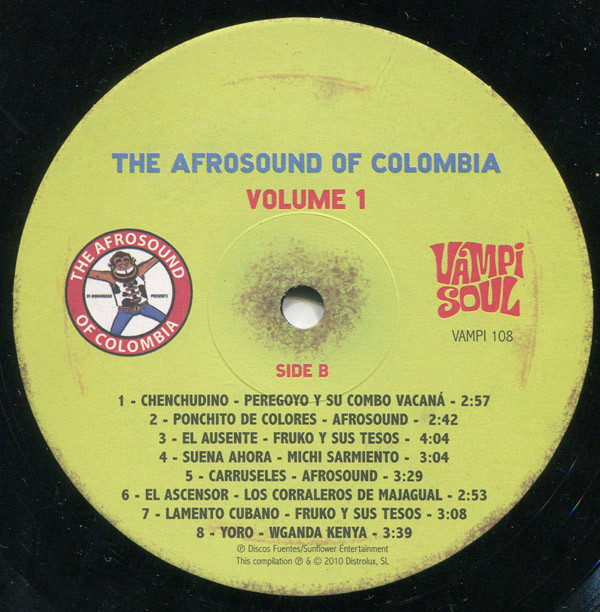 THE AFROSOUND OF COLOMBIA
VOLUME 1
THE AFROSOUND
PRESENTS
OF COLOMBIA
VAMPI
SOUL
VAMPI 108
SIDE B
1 - CHENCHUDINO - PEREGOYO Y SU COMBO VACANÁ - 2:57
2 - PONCHITO DE COLORES - AFROSOUND - 2:42
3 - EL AUSENTE - FRUKO Y SUS TESOS - 4:04
4 - SUENA AHORA - MICHI SARMIENTO - 3:04
5 - CARRUSELES - AFROSOUND - 3:29
6 - EL ASCENSOR - LOS CORRALEROS DE MAJAGUAL - 2:53
7 - LAMENTO CUBANO - FRUKO Y SUS TESOS - 3:08
8 - YORO - WGANDA KENYA - 3:39
℗ Discos Fuentes/Sunflower Entertainment
This compilation ℗ & © 2010 Distrolux, SL